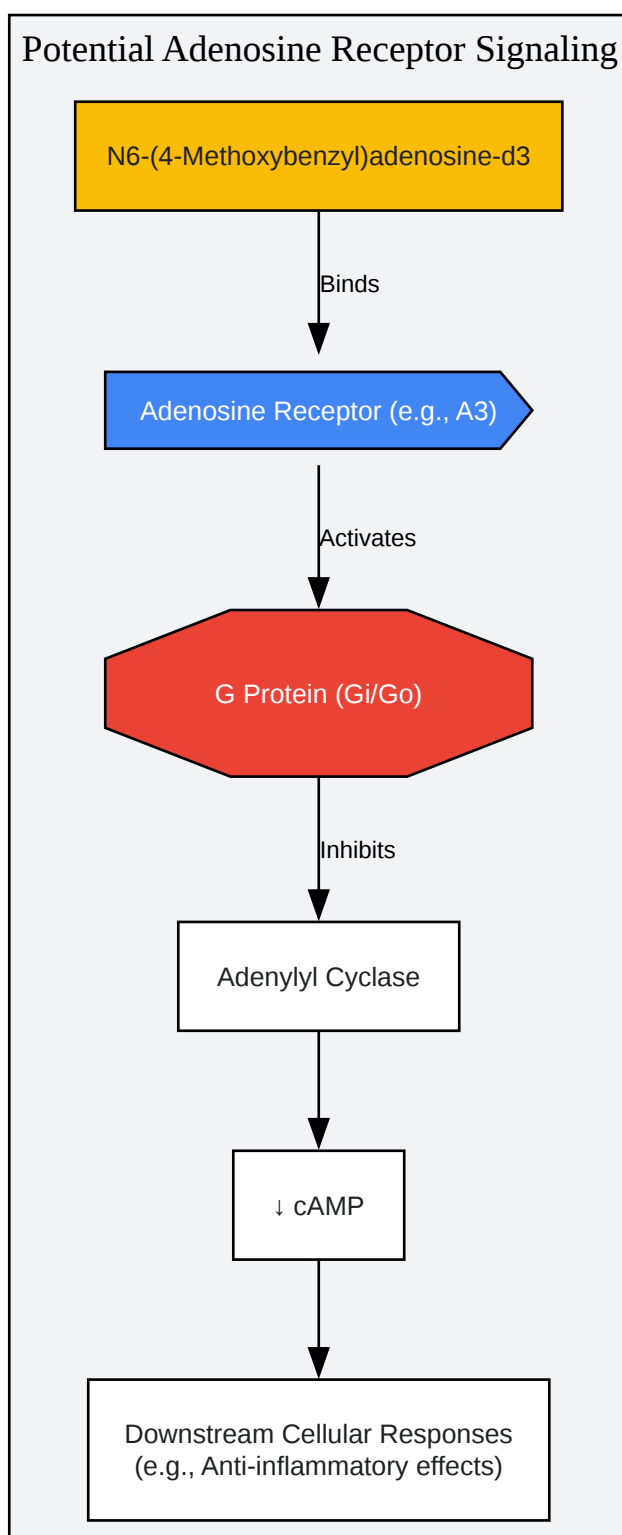 Potential Adenosine Receptor Signaling
N6-(4-Methoxybenzyl)adenosine-d3
Binds
Adenosine Receptor (e.g., A3)
Activates
G Protein (Gi/Go)
Inhibits
Adenylyl Cyclase
↓ cAMP
Downstream Cellular Responses
(e.g., Anti-inflammatory effects)